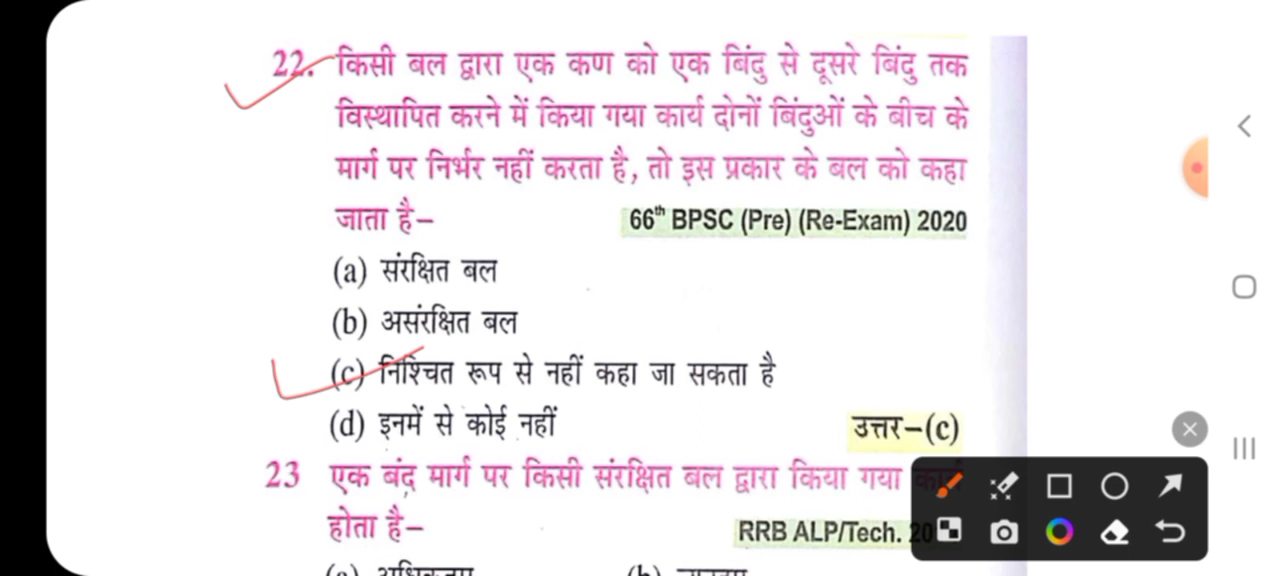 22. किसी बल द्वारा एक कण को एक बिंदु से दूसरे बिंदु तक
विस्थापित करने में किया गया कार्य दोनों बिंदुओं के बीच के
मार्ग पर निर्भर नहीं करता है, तो इस प्रकार के बल को कहा
जाता है– 66th BPSC (Pre) (Re-Exam) 2020
(a) संरक्षित बल
(b) असंरक्षित बल
(c) निश्चित रूप से नहीं कहा जा सकता है
(d) इनमें से कोई नहीं उत्तर–(c)
23 एक बंद मार्ग पर किसी संरक्षित बल द्वारा किया गया कार्य
होता है– RRB ALP/Tech. 20
(a) (b)